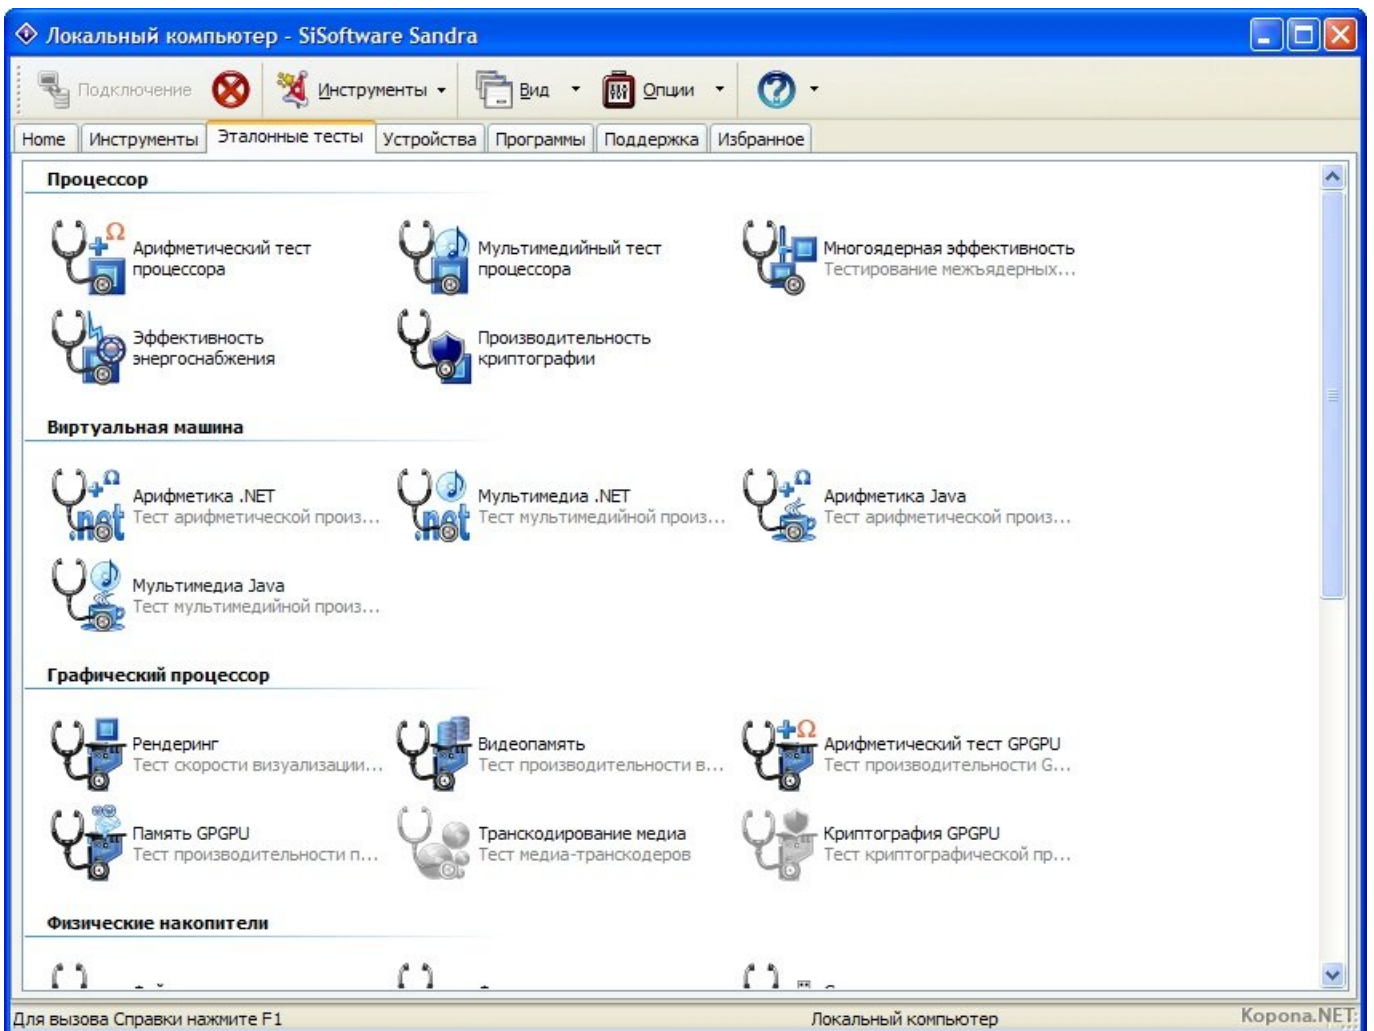 Локальный компьютер - SiSoftware Sandra
Подключение Инструменты Вид Опции
Home Инструменты Эталонные тесты Устройства Программы Поддержка Избранное
Процессор
Арифметический тест
процессора
Мультимедийный тест
процессора
Многоядерная эффективность
Тестирование межъядерных...
Эффективность
энергоснабжения
Производительность
криптографии
Виртуальная машина
Арифметика .NET
Тест арифметической произ...
Мультимедиа .NET
Тест мультимедийной произ...
Арифметика Java
Тест арифметической произ...
Мультимедиа Java
Тест мультимедийной произ...
Графический процессор
Рендеринг
Тест скорости визуализации...
Видеопамять
Тест производительности в...
Арифметический тест GPGPU
Тест производительности G...
Память GPGPU
Тест производительности п...
Транскодирование медиа
Тест медиа-транскодеров
Криптография GPGPU
Тест криптографической пр...
Физические накопители
Для вызова Справки нажмите F1 Локальный компьютер Kopona.NET